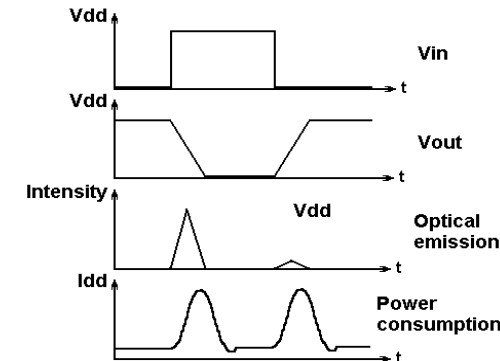 Vdd
Vin
t
Vdd
Vout
t
Intensity
Vdd
Optical
emission
t
Idd
Power
consumption
t